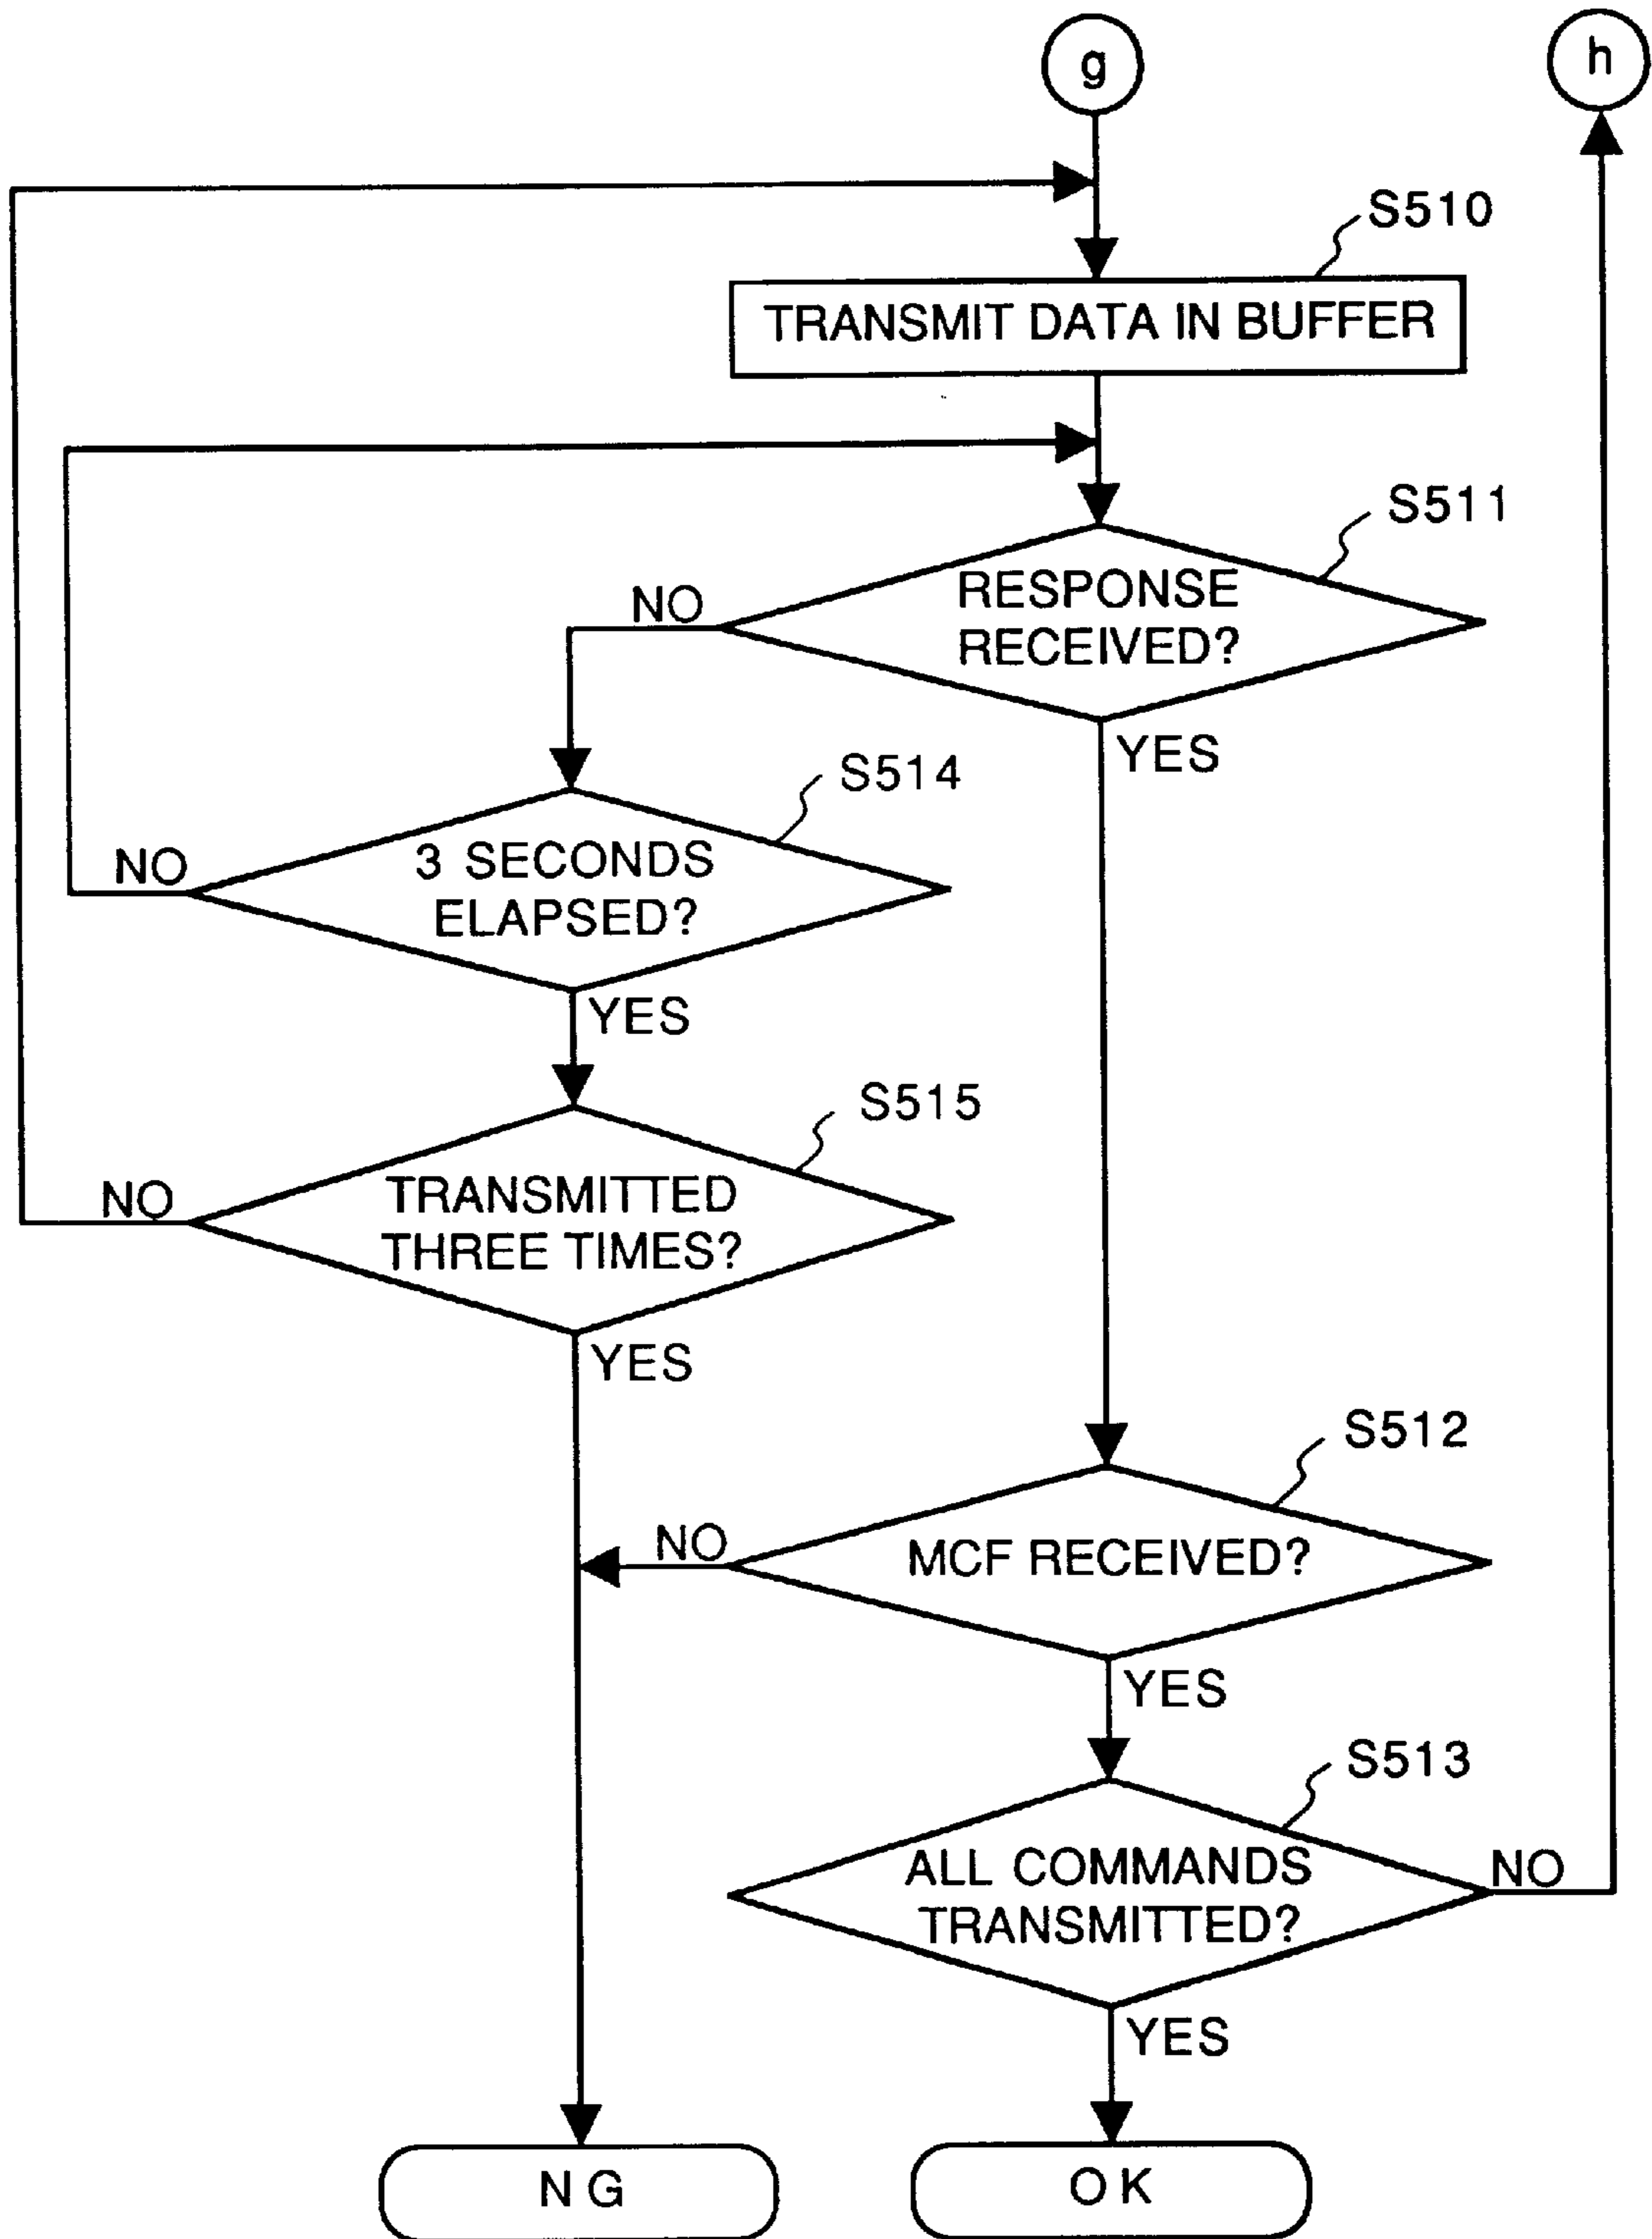 g
h
S510
TRANSMIT DATA IN BUFFER
S511
RESPONSE
RECEIVED?
NO
YES
S514
3 SECONDS
ELAPSED?
NO
YES
S515
TRANSMITTED
THREE TIMES?
NO
YES
S512
MCF RECEIVED?
NO
YES
S513
ALL COMMANDS
TRANSMITTED?
NO
YES
NG
OK